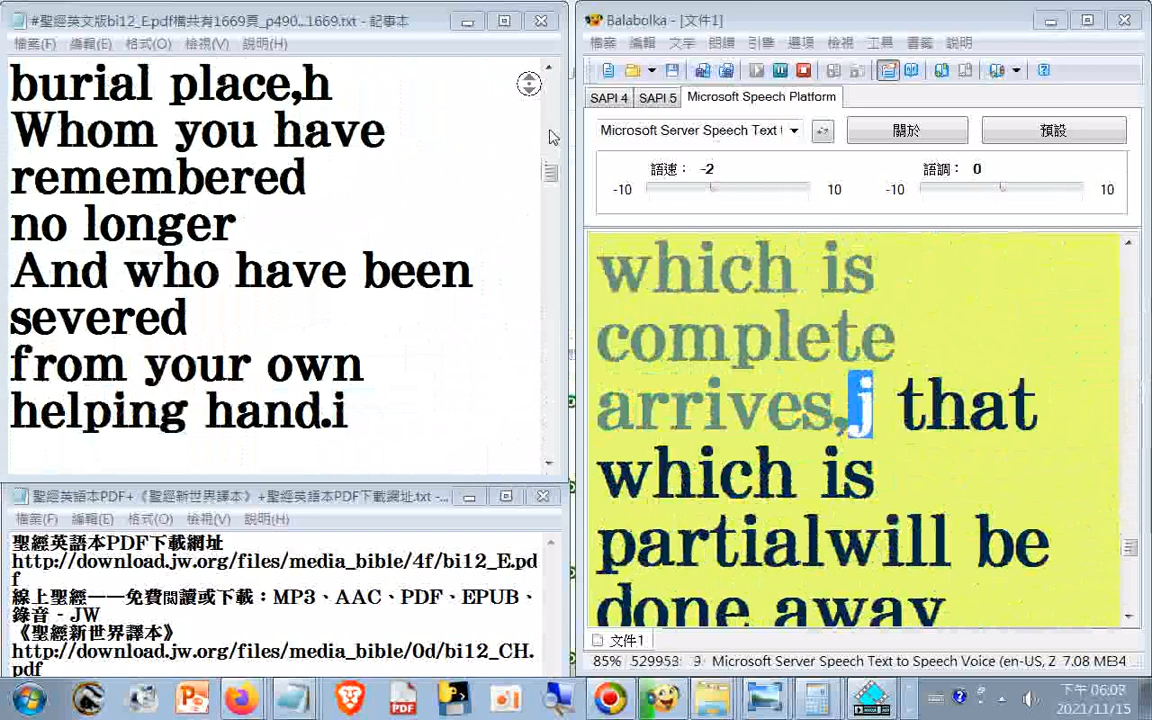 #聖經英文版bi12_E.pdf檔共有1669頁_p490...1669.txt - 記事本
檔案(F) 編輯(E) 格式(O) 檢視(V) 說明(H)
burial place,h
Whom you have
remembered
no longer
And who have been
severed
from your own
helping hand.i
聖經英語本PDF+《聖經新世界譯本》+聖經英語本PDF下載網址.txt -...
檔案(F) 編輯(E) 格式(O) 檢視(V) 說明(H)
聖經英語本PDF下載網址
http://download.jw.org/files/media_bible/4f/bi12_E.pd
f
線上聖經——免費閱讀或下載：MP3、AAC、PDF、EPUB、
錄音 - JW
《聖經新世界譯本》
http://download.jw.org/files/media_bible/0d/bi12_CH.
pdf
Balabolka - [文件1]
檔案 編輯 文字 朗讀 引擎 選項 檢視 工具 書籤 說明
SAPI 4 SAPI 5 Microsoft Speech Platform
Microsoft Server Speech Text 關於 預設
語速： -2 語調： 0
-10 10 -10 10
which is
complete
arrives,j that
which is
partialwill be
done away
文件1
85% 529953 Microsoft Server Speech Text to Speech Voice (en-US, Z 7.08 ME34
PDF
下午 06:03
2021/11/15